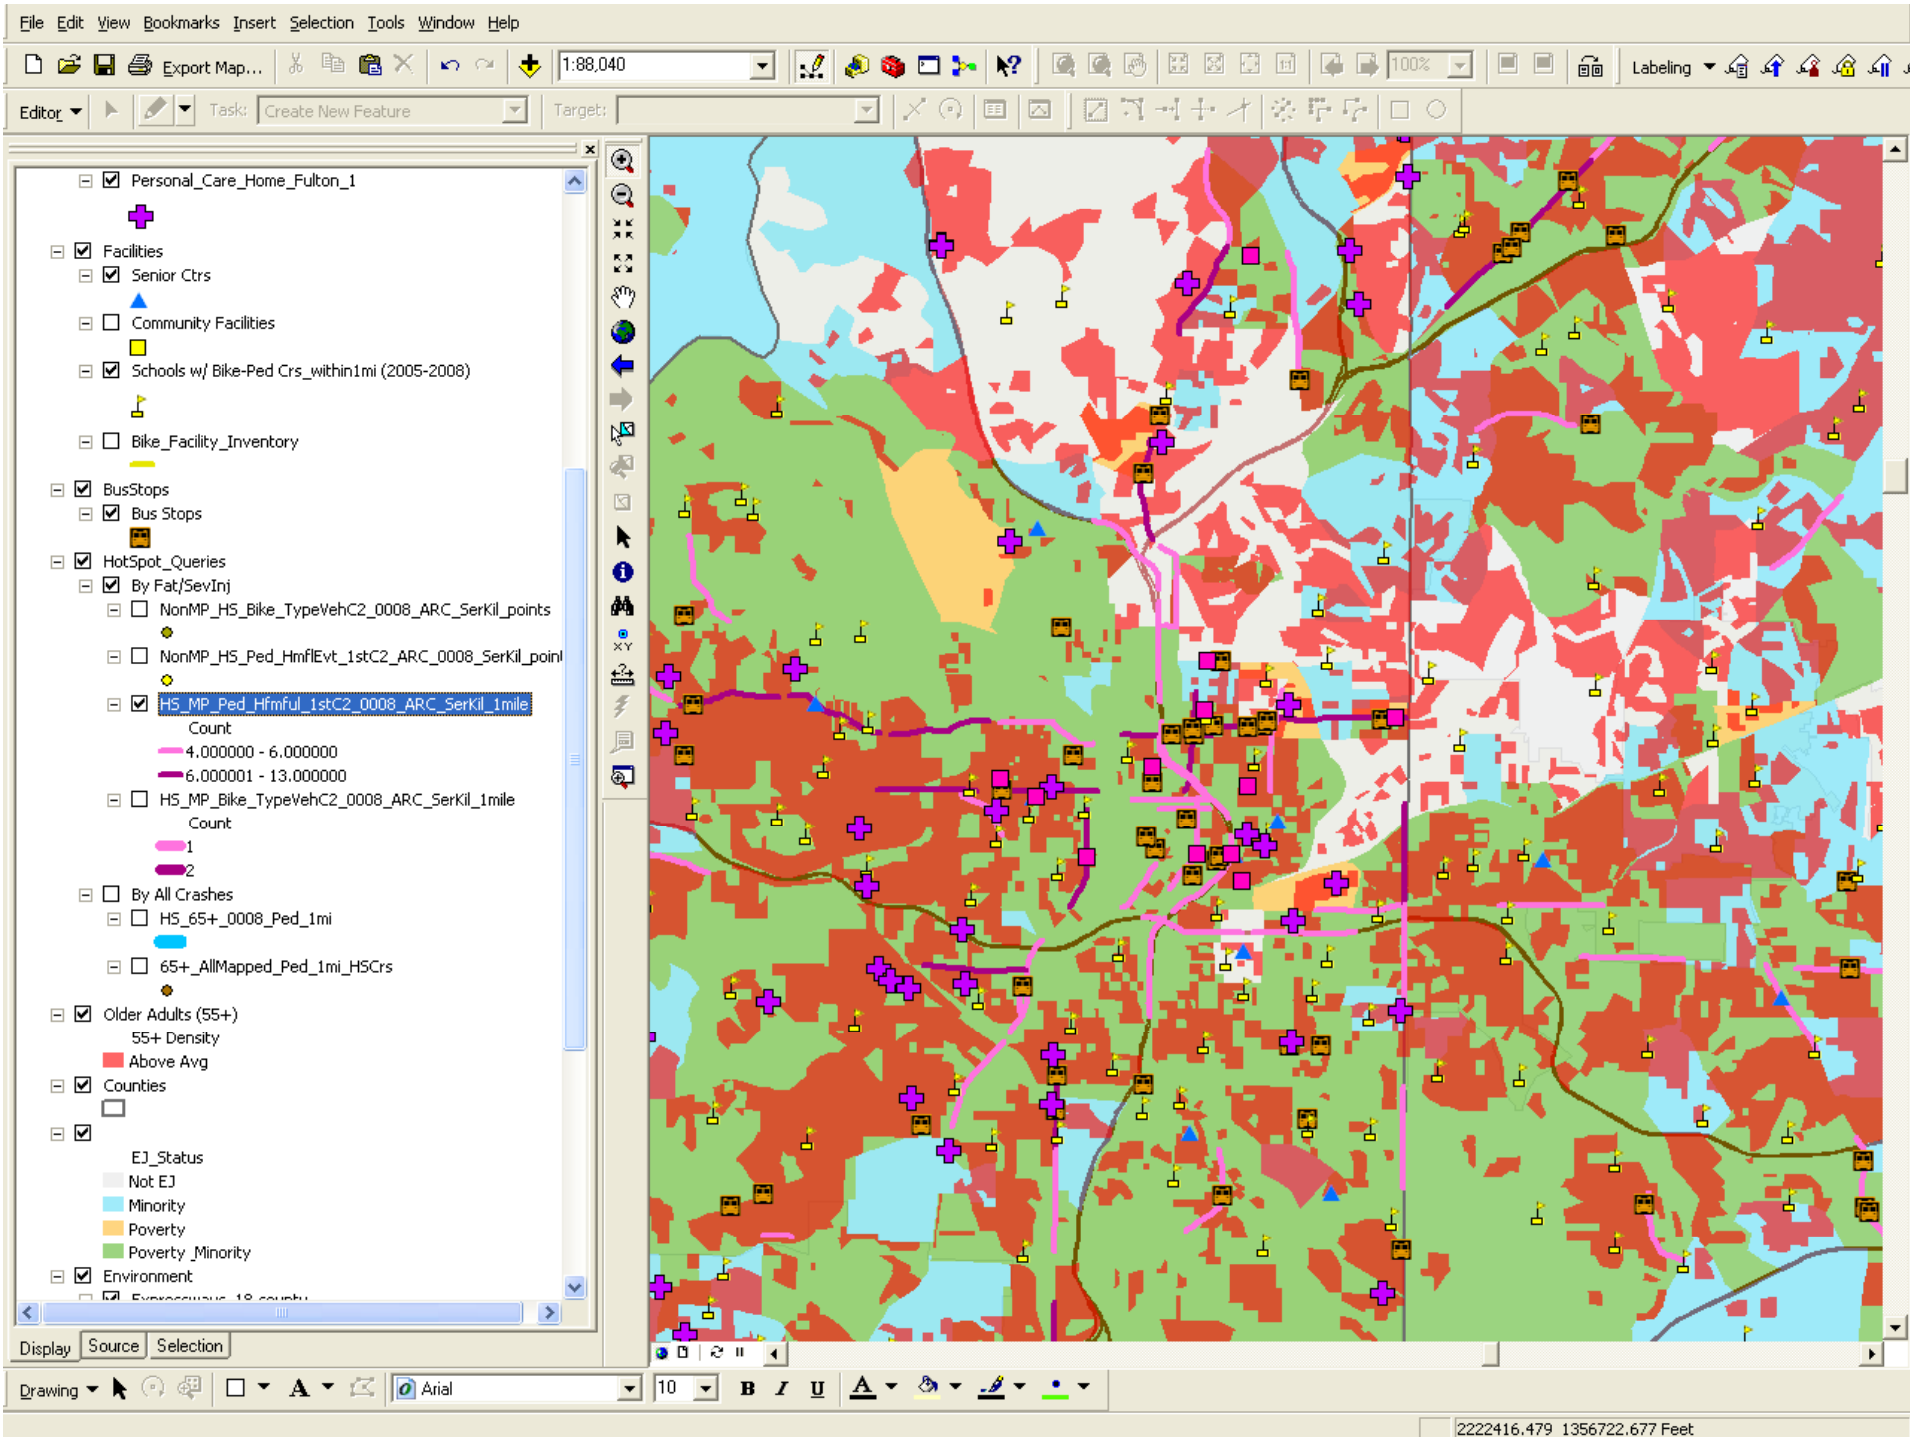 File Edit View Bookmarks Insert Selection Tools Window Help
Export Map... 1:88,040 100% Labeling
Editor Task: Create New Feature Target:
Personal_Care_Home_Fulton_1
Facilities
Senior Ctrs
Community Facilities
Schools w/ Bike-Ped Crs_within1mi (2005-2008)
Bike_Facility_Inventory
BusStops
Bus Stops
HotSpot_Queries
By Fat/SevInj
NonMP_HS_Bike_TypeVehC2_0008_ARC_SerKil_points
NonMP_HS_Ped_HmflEvt_1stC2_ARC_0008_SerKil_poin
HS_MP_Ped_Hfmful_1stC2_0008_ARC_SerKil_1mile
Count
4.000000 - 6.000000
6.000001 - 13.000000
HS_MP_Bike_TypeVehC2_0008_ARC_SerKil_1mile
Count
1
2
By All Crashes
HS_65+_0008_Ped_1mi
65+_AllMapped_Ped_1mi_HSCrs
Older Adults (55+)
55+ Density
Above Avg
Counties
EJ_Status
Not EJ
Minority
Poverty
Poverty_Minority
Environment
Display Source Selection
Drawing A Arial 10 B I U A
2222416.479 1356722.677 Feet